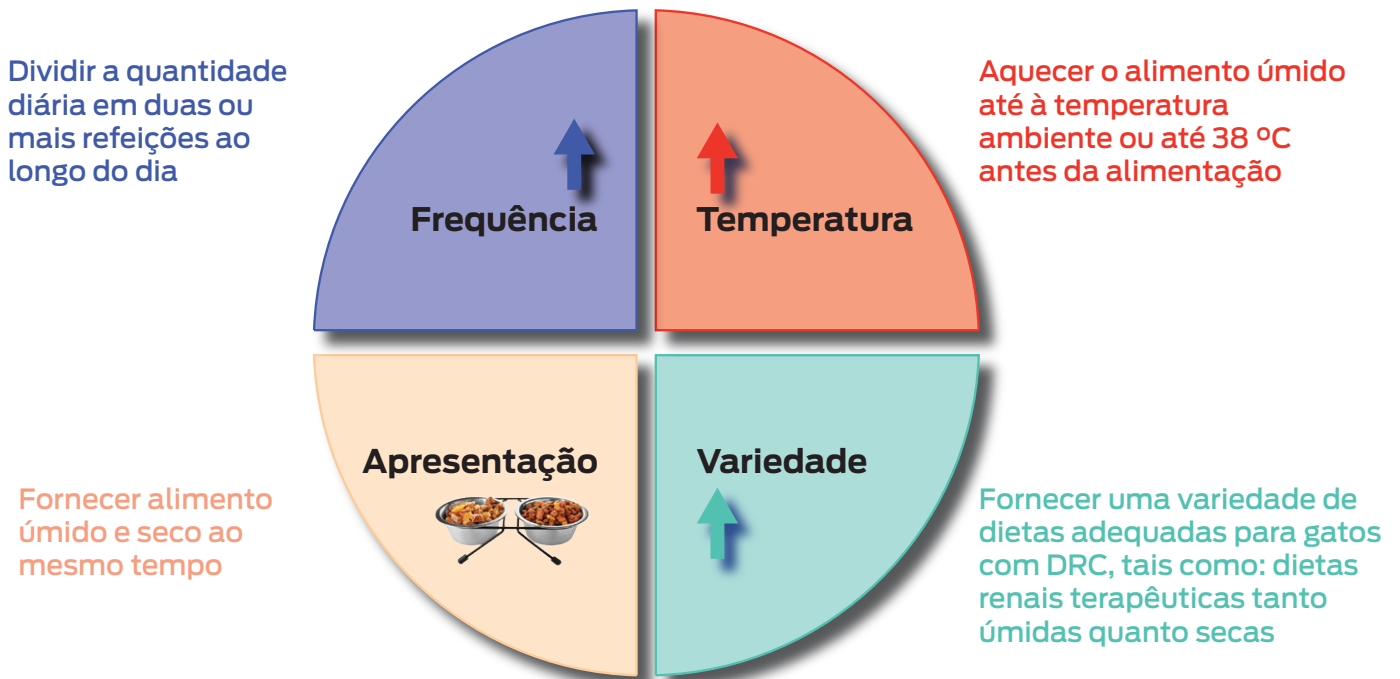 Dividir a quantidade
diária em duas ou
mais refeições ao
longo do dia
Frequência
Temperatura
Aquecer o alimento úmido
até à temperatura
ambiente ou até 38 ºC
antes da alimentação
Fornecer alimento
úmido e seco ao
mesmo tempo
Apresentação
Variedade
Fornecer uma variedade de
dietas adequadas para gatos
com DRC, tais como: dietas
renais terapêuticas tanto
úmidas quanto secas